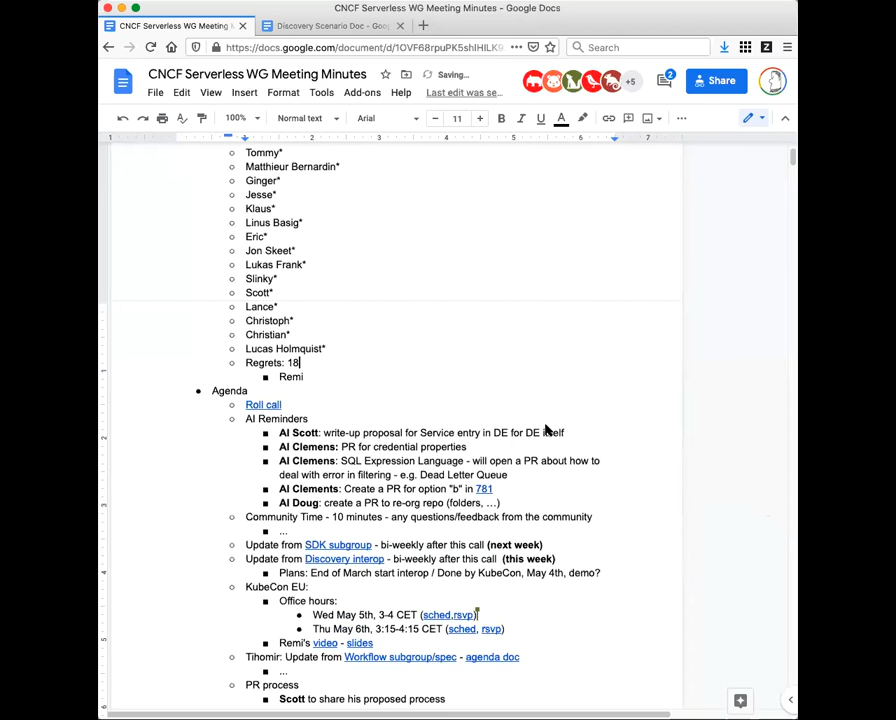 CNCF Serverless WG Meeting Minutes - Google Docs
CNCF Serverless WG Meeting M
Discovery Scenario Doc - Goo
https://docs.google.com/document/d/1OVF68rpuPK5shIHILK9
Search
CNCF Serverless WG Meeting Minutes
Saving...
+5
2
Share
File Edit View Insert Format Tools Add-ons Help Last edit was se...
100% Normal text Arial 11 B I U A
1 1 2 3 4 5 6 7
Tommy*
Matthieur Bernardin*
Ginger*
Jesse*
Klaus*
Linus Basig*
Eric*
Jon Skeet*
Lukas Frank*
Slinky*
Scott*
Lance*
Christoph*
Christian*
Lucas Holmquist*
Regrets: 18
Remi
Agenda
Roll call
AI Reminders
AI Scott: write-up proposal for Service entry in DE for DE itself
AI Clemens: PR for credential properties
AI Clemens: SQL Expression Language - will open a PR about how to
deal with error in filtering - e.g. Dead Letter Queue
AI Clements: Create a PR for option "b" in 781
AI Doug: create a PR to re-org repo (folders, …)
Community Time - 10 minutes - any questions/feedback from the community
...
Update from SDK subgroup - bi-weekly after this call (next week)
Update from Discovery interop - bi-weekly after this call (this week)
Plans: End of March start interop / Done by KubeCon, May 4th, demo?
KubeCon EU:
Office hours:
Wed May 5th, 3-4 CET (sched,rsvp)
Thu May 6th, 3:15-4:15 CET (sched, rsvp)
Remi's video - slides
Tihomir: Update from Workflow subgroup/spec - agenda doc
...
PR process
Scott to share his proposed process